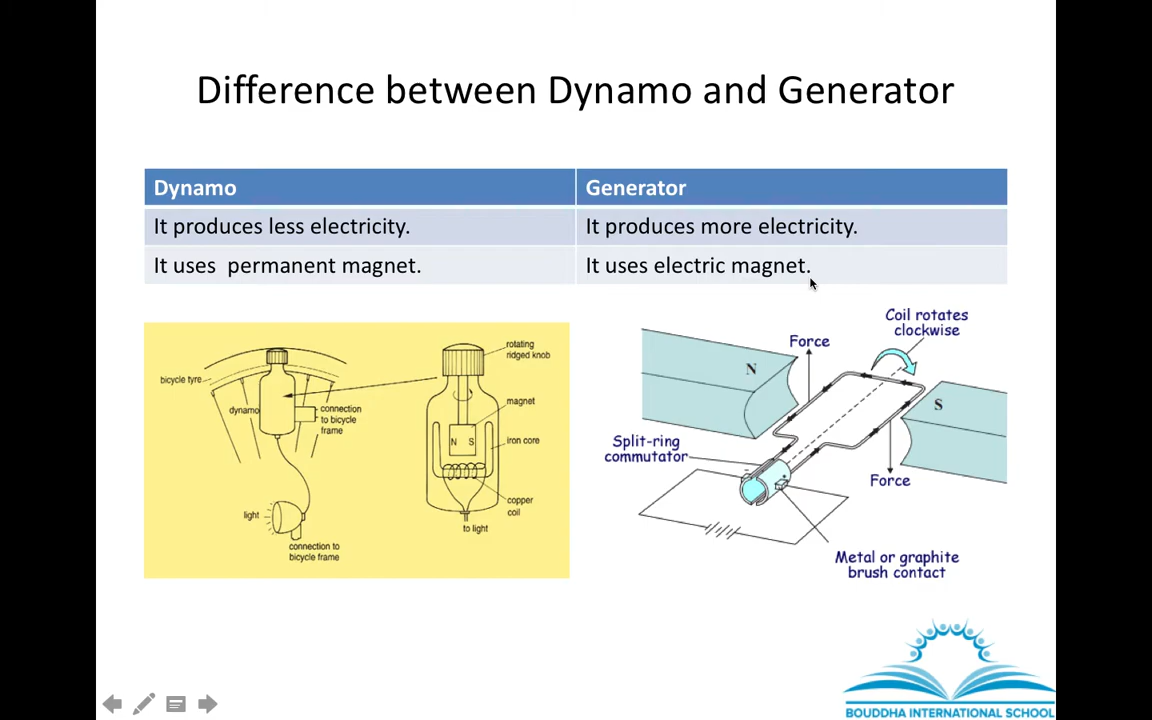 Difference between Dynamo and Generator
Dynamo
Generator
It produces less electricity.
It produces more electricity.
It uses  permanent magnet.
It uses electric magnet.
bicycle tyre
dynamo
connection
to bicycle
frame
light
connection to
bicycle frame
rotating
ridged knob
magnet
N S
iron core
copper
coil
to light
Coil rotates
clockwise
Force
N
S
Split-ring
commutator
Force
Metal or graphite
brush contact
BOUDDHA INTERNATIONAL SCHOOL